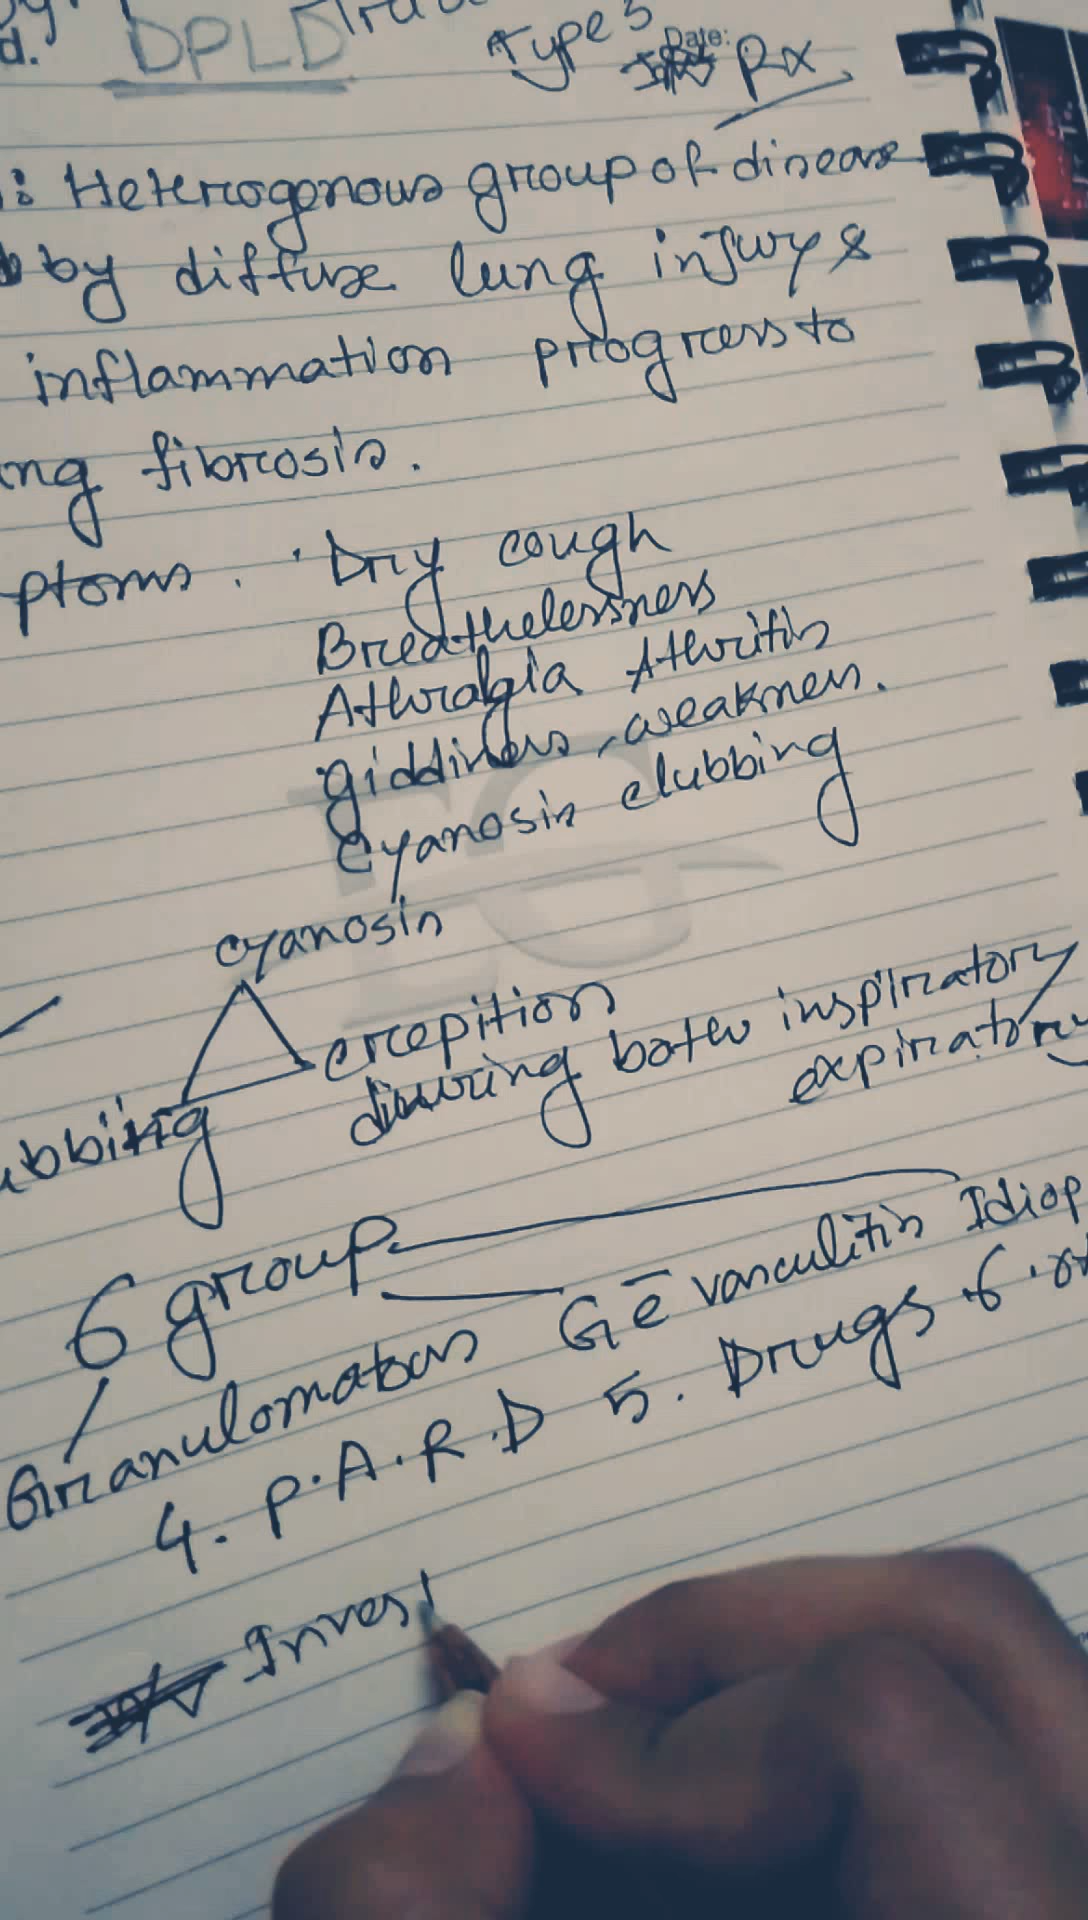 d. DPLD Types Date: Rx
: Heterogenous group of disease
by diffuse lung injury &
inflammation progress to
ng fibrosis.
ptoms. Dry cough
Breathelessness
Athralgia Athritis
giddiness, weakness.
Cyanosis clubbing
cyanosis
crepition
during both inspiratory
expiratory
ubbing
6 group
Granulomatous G c̄ vasculitis Idiop
4. P.A.R.D 5. Drugs 6.
Invest